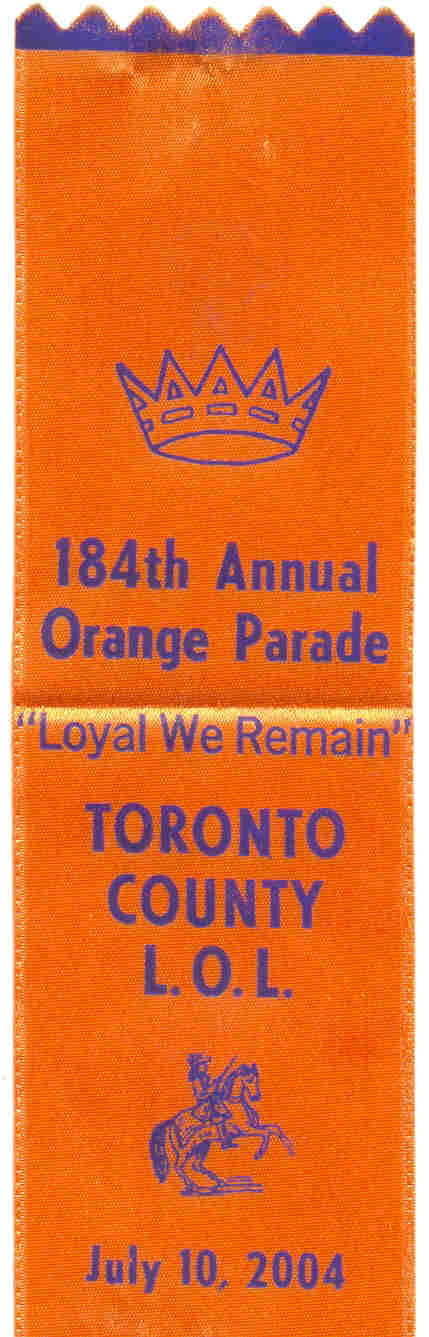 184th Annual
Orange Parade
"Loyal We Remain"
TORONTO
COUNTY
L.O.L.
July 10, 2004